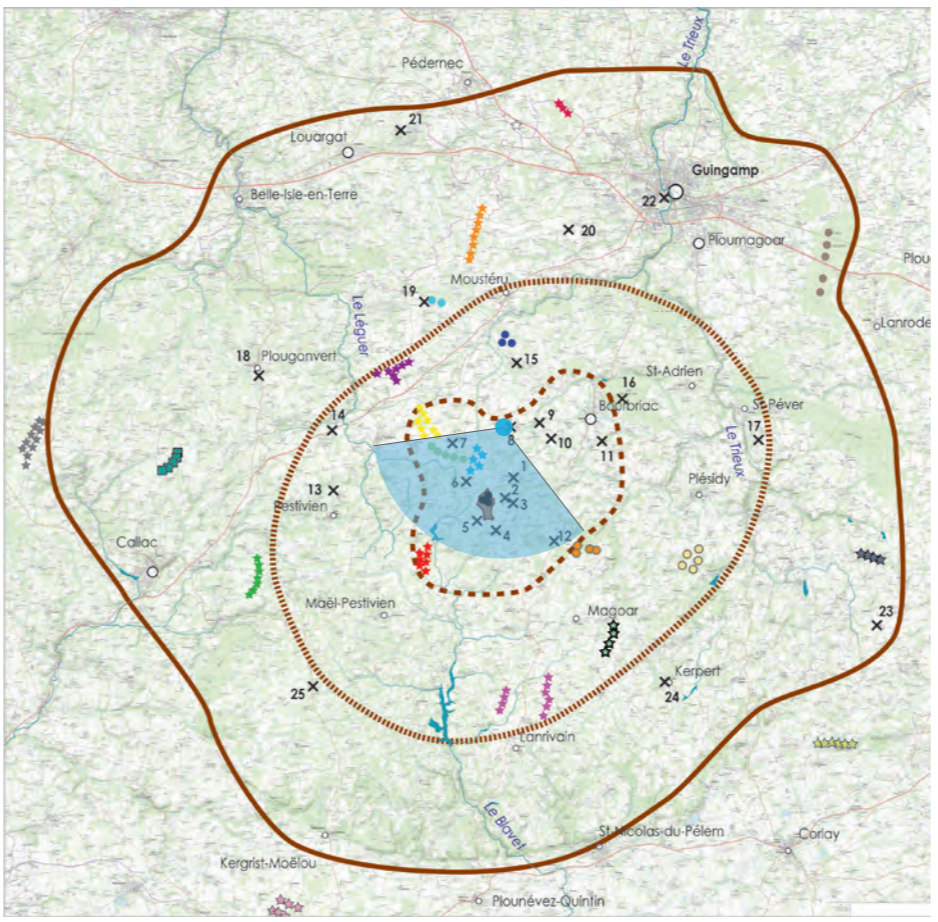 Le Trieux
Pédernec
21
Louargat
Guingamp
Belle-Isle-en-Terre
22
20
Ploumagoar
Plou
Moustéru
19
Le Léguer
Lanrode
15
18
Plougonvert
St-Adrien
16
Bourbriac
St-Péver
14
9
17
8
7
10
11
Le Trieux
1
6
Plésidy
13
2
3
Pestivien
5
4
12
Callac
Maël-Pestivien
Magoar
23
Kerpert
25
24
Lanrivain
Le Blavet
St-Nicolas-du-Pélem
Corlay
Kergrist-Moëlou
Plounévez-Quintin